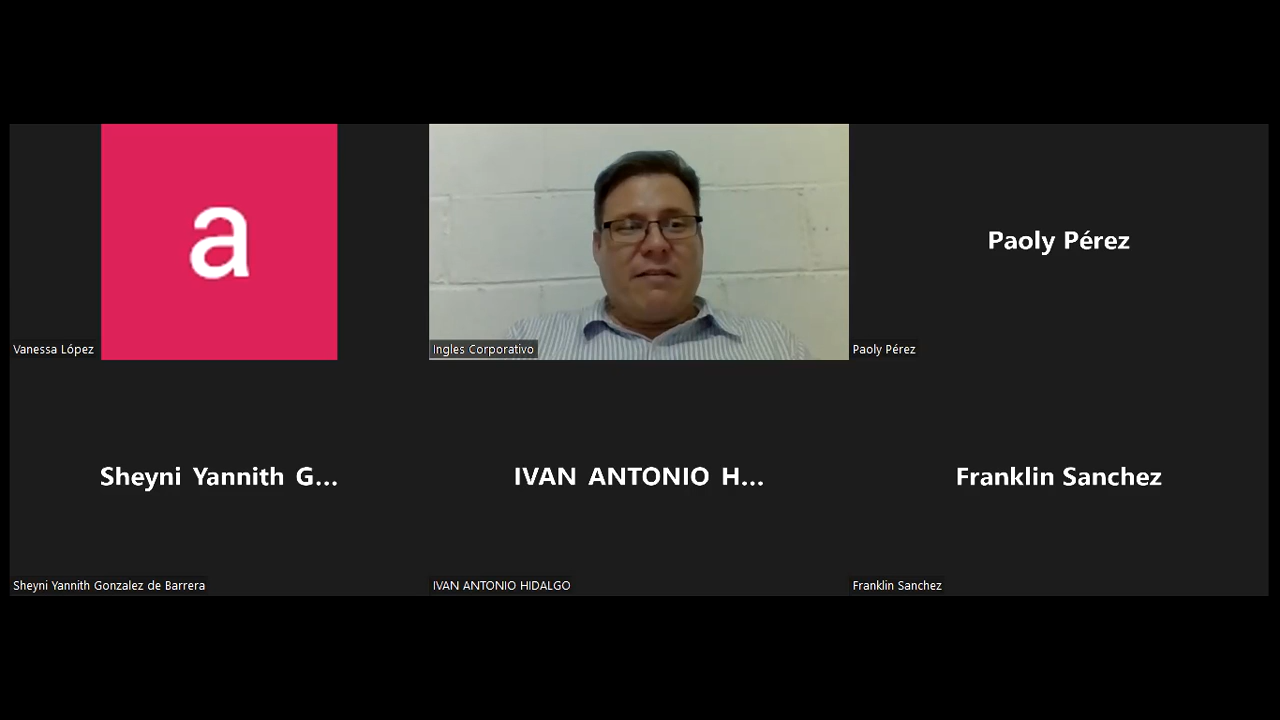 a
Vanessa López
Ingles Corporativo
Paoly Pérez
Paoly Pérez
Sheyni Yannith G...
IVAN ANTONIO H...
Franklin Sanchez
Sheyni Yannith Gonzalez de Barrera
IVAN ANTONIO HIDALGO
Franklin Sanchez